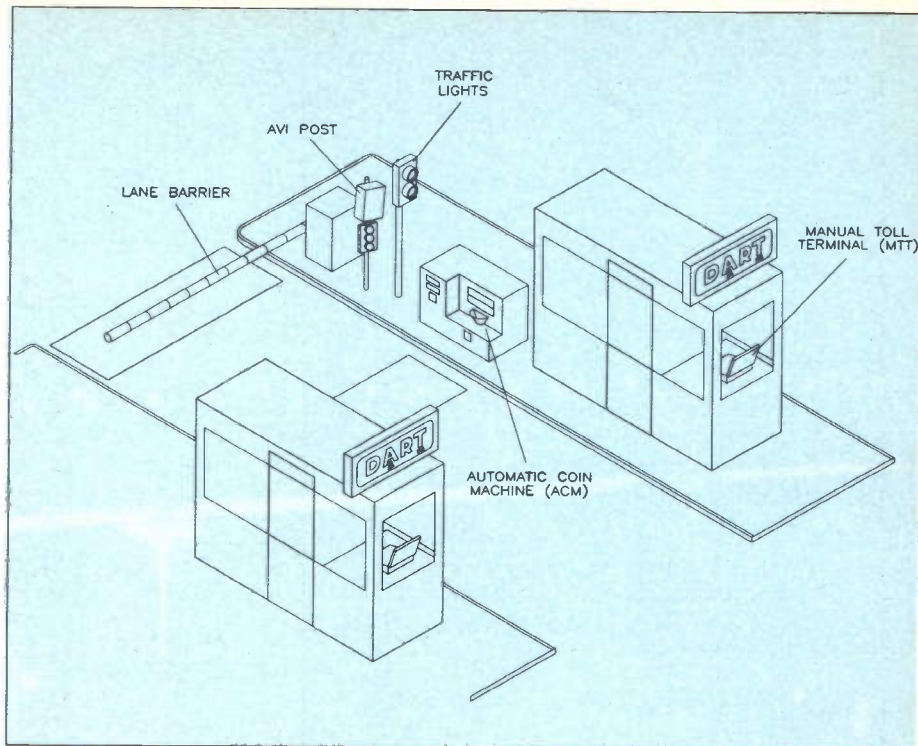 TRAFFIC
LIGHTS
AVI POST
LANE BARRIER
MANUAL TOLL
TERMINAL (MTT)
DART
DART
AUTOMATIC COIN
MACHINE (ACM)